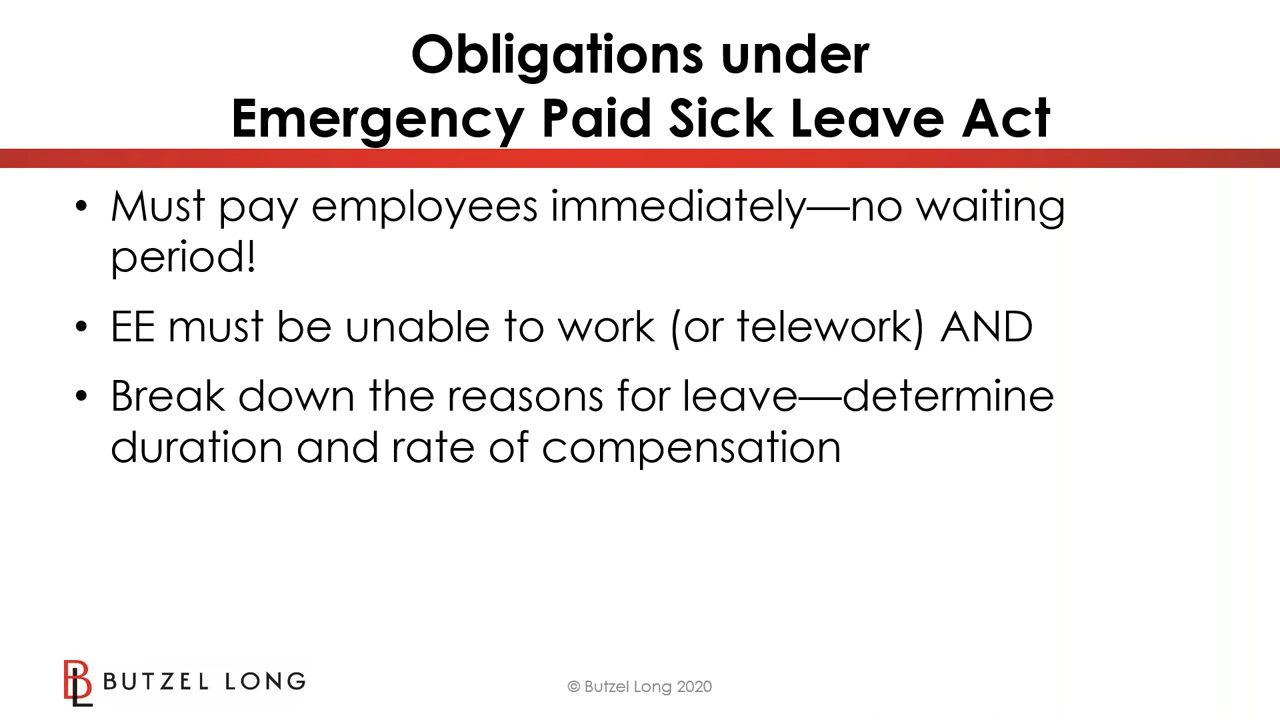 Obligations under
Emergency Paid Sick Leave Act
• Must pay employees immediately—no waiting
period!
• EE must be unable to work (or telework) AND
• Break down the reasons for leave—determine
duration and rate of compensation
BL BUTZEL LONG
© Butzel Long 2020